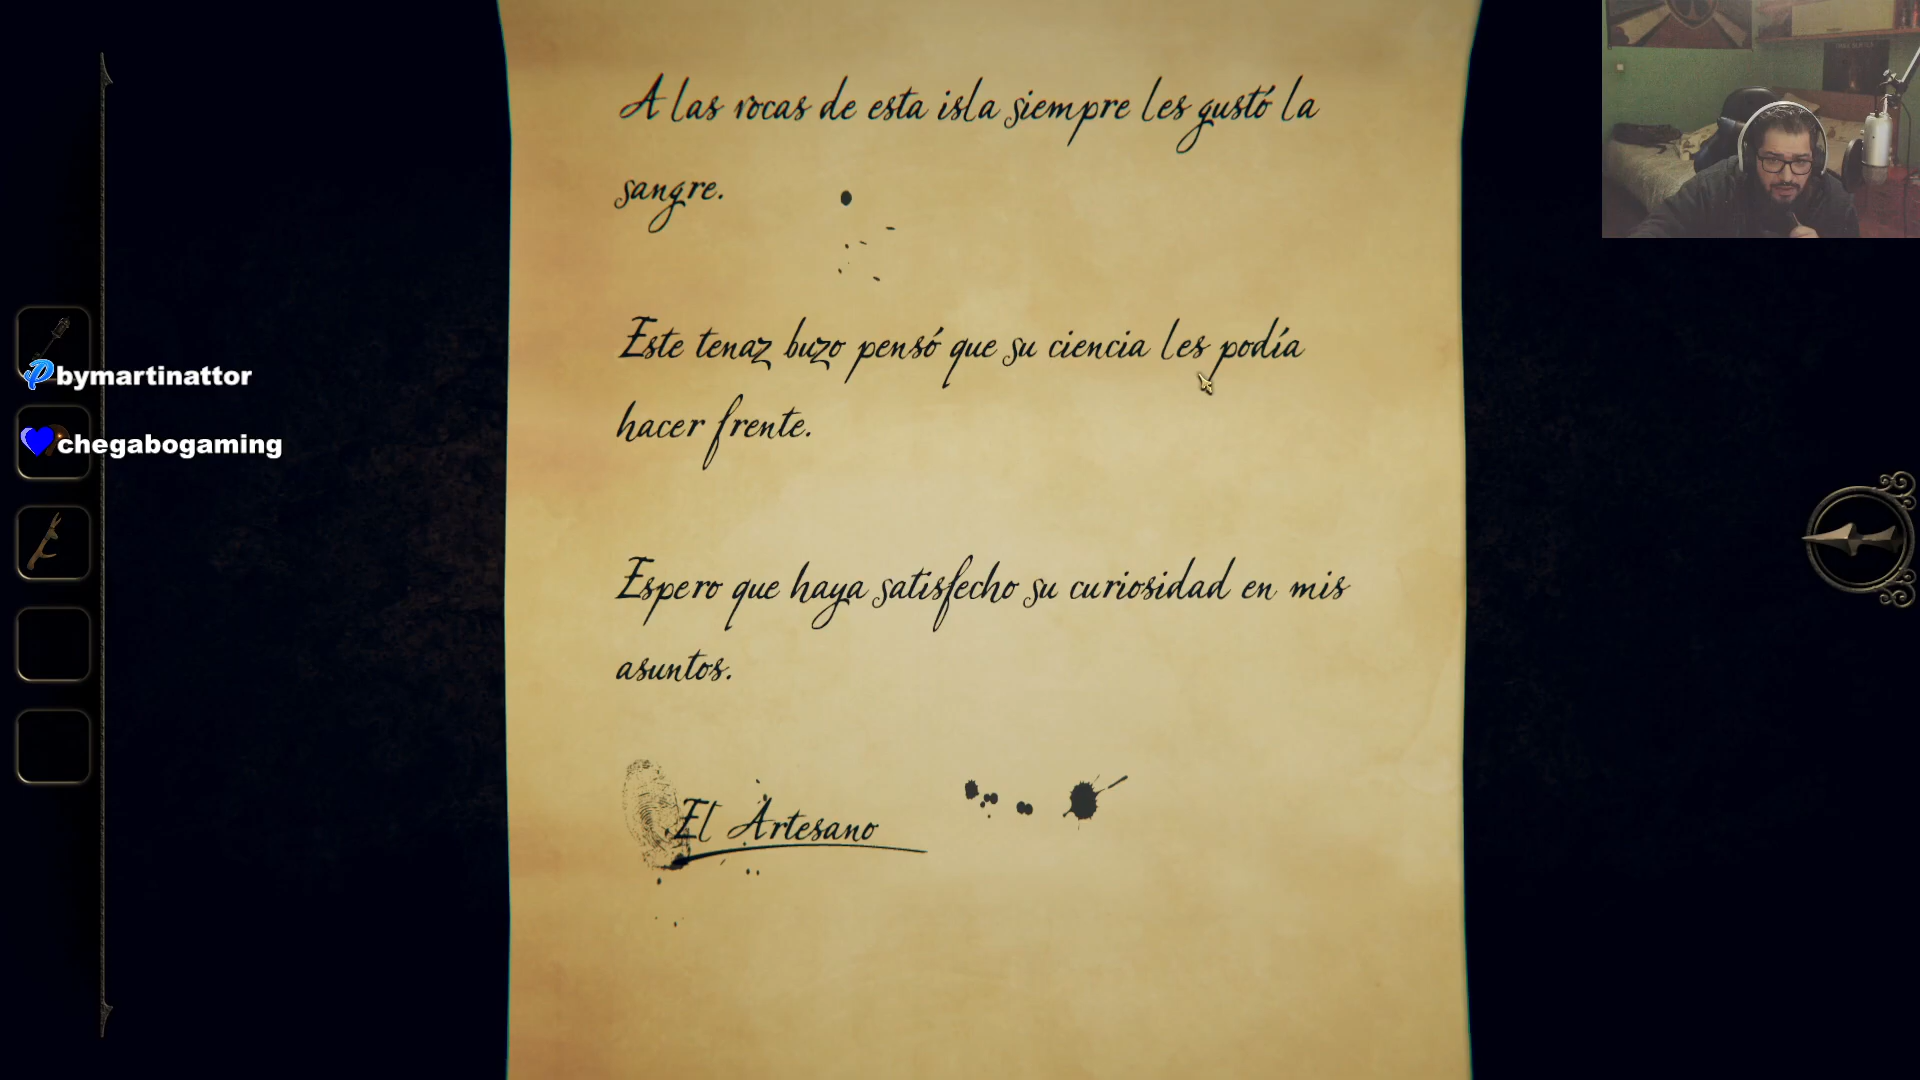 A las rocas de esta isla siempre les gustó la
sangre.
Este tenaz buzo pensó que su ciencia les podía
hacer frente.
Espero que haya satisfecho su curiosidad en mis
asuntos.
El Artesano
bymartinattor
chegabogaming